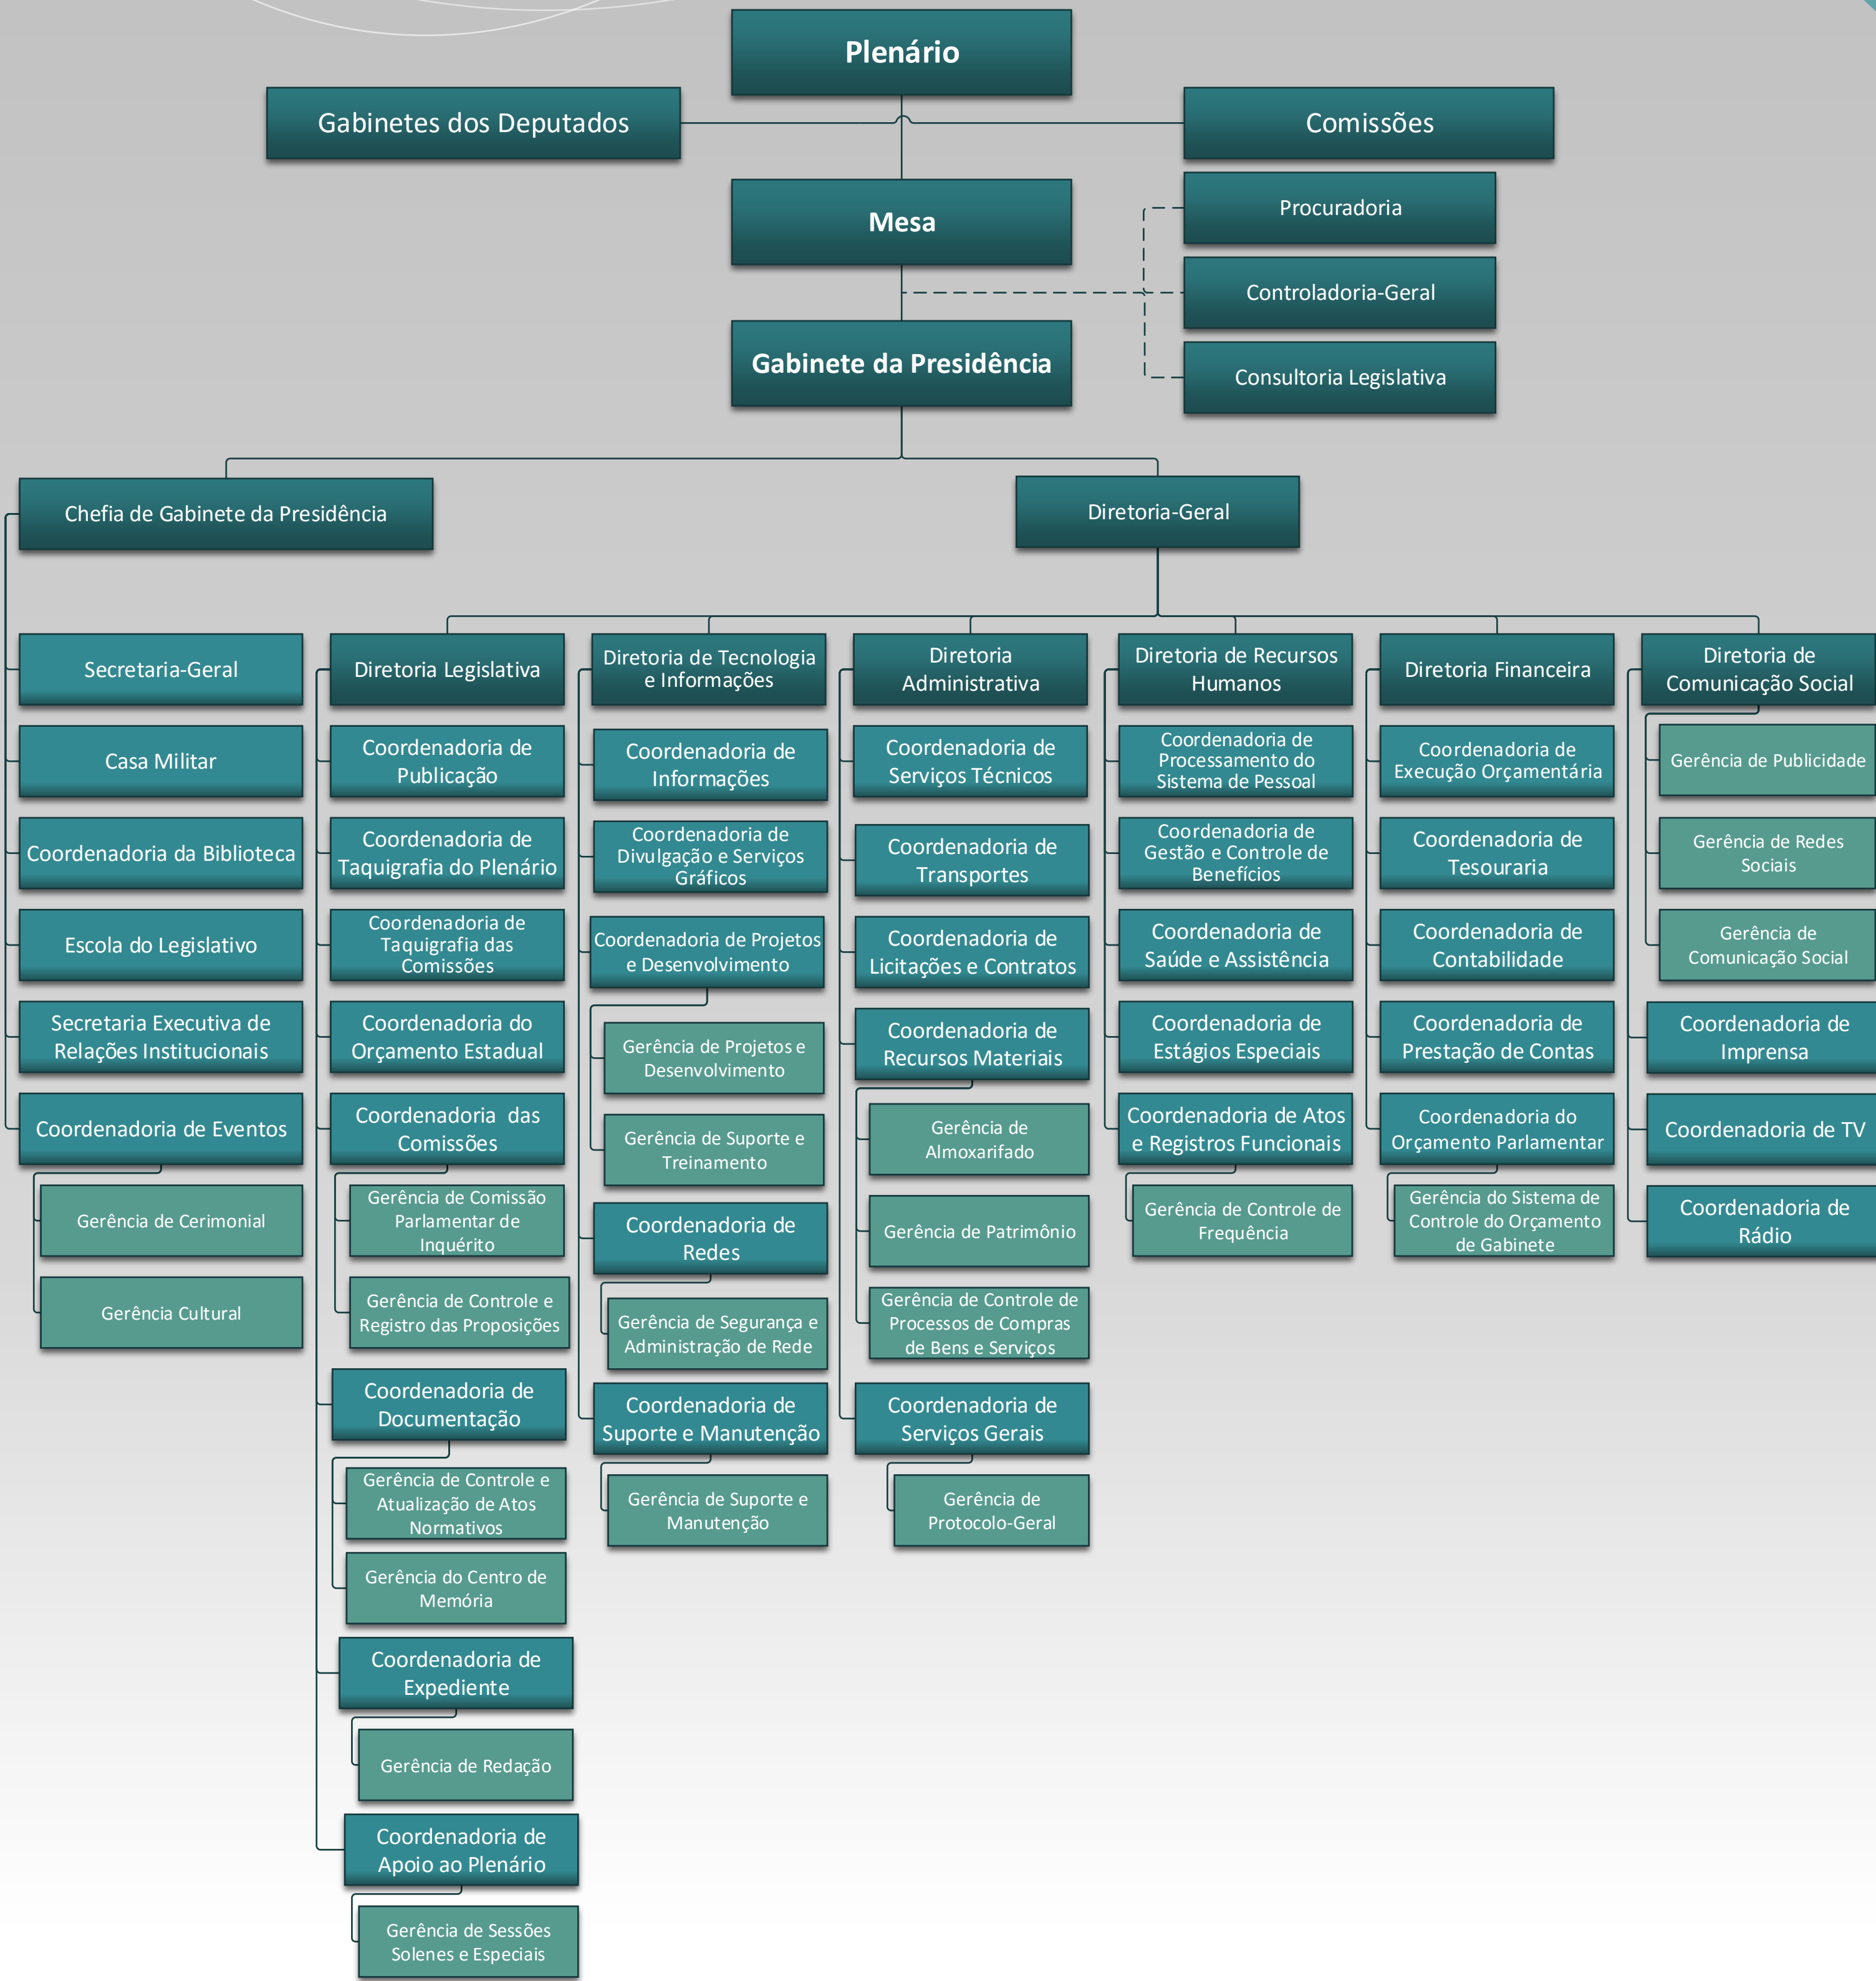 Plenário
Gabinetes dos Deputados
Comissões
Mesa
Procuradoria
Controladoria-Geral
Gabinete da Presidência
Consultoria Legislativa
Chefia de Gabinete da Presidência
Diretoria-Geral
Secretaria-Geral
Casa Militar
Coordenadoria da Biblioteca
Escola do Legislativo
Secretaria Executiva de
Relações Institucionais
Coordenadoria de Eventos
Gerência de Cerimonial
Gerência Cultural
Diretoria Legislativa
Coordenadoria de
Publicação
Coordenadoria de
Taquigrafia do Plenário
Coordenadoria de
Taquigrafia das
Comissões
Coordenadoria do
Orçamento Estadual
Coordenadoria das
Comissões
Gerência de Comissão
Parlamentar de
Inquérito
Gerência de Controle e
Registro das Proposições
Coordenadoria de
Documentação
Gerência de Controle e
Atualização de Atos
Normativos
Gerência do Centro de
Memória
Coordenadoria de
Expediente
Gerência de Redação
Coordenadoria de
Apoio ao Plenário
Gerência de Sessões
Solenes e Especiais
Diretoria de Tecnologia
e Informações
Coordenadoria de
Informações
Coordenadoria de
Divulgação e Serviços
Gráficos
Coordenadoria de Projetos
e Desenvolvimento
Gerência de Projetos e
Desenvolvimento
Gerência de Suporte e
Treinamento
Coordenadoria de
Redes
Gerência de Segurança e
Administração de Rede
Coordenadoria de
Suporte e Manutenção
Gerência de Suporte e
Manutenção
Diretoria
Administrativa
Coordenadoria de
Serviços Técnicos
Coordenadoria de
Transportes
Coordenadoria de
Licitações e Contratos
Coordenadoria de
Recursos Materiais
Gerência de
Almoxarifado
Gerência de Patrimônio
Gerência de Controle de
Processos de Compras
de Bens e Serviços
Coordenadoria de
Serviços Gerais
Gerência de
Protocolo-Geral
Diretoria de Recursos
Humanos
Coordenadoria de
Processamento do
Sistema de Pessoal
Coordenadoria de
Gestão e Controle de
Benefícios
Coordenadoria de
Saúde e Assistência
Coordenadoria de
Estágios Especiais
Coordenadoria de Atos
e Registros Funcionais
Gerência de Controle de
Frequência
Diretoria Financeira
Coordenadoria de
Execução Orçamentária
Coordenadoria de
Tesouraria
Coordenadoria de
Contabilidade
Coordenadoria de
Prestação de Contas
Coordenadoria do
Orçamento Parlamentar
Gerência do Sistema de
Controle do Orçamento
de Gabinete
Diretoria de
Comunicação Social
Gerência de Publicidade
Gerência de Redes
Sociais
Gerência de
Comunicação Social
Coordenadoria de
Imprensa
Coordenadoria de TV
Coordenadoria de
Rádio